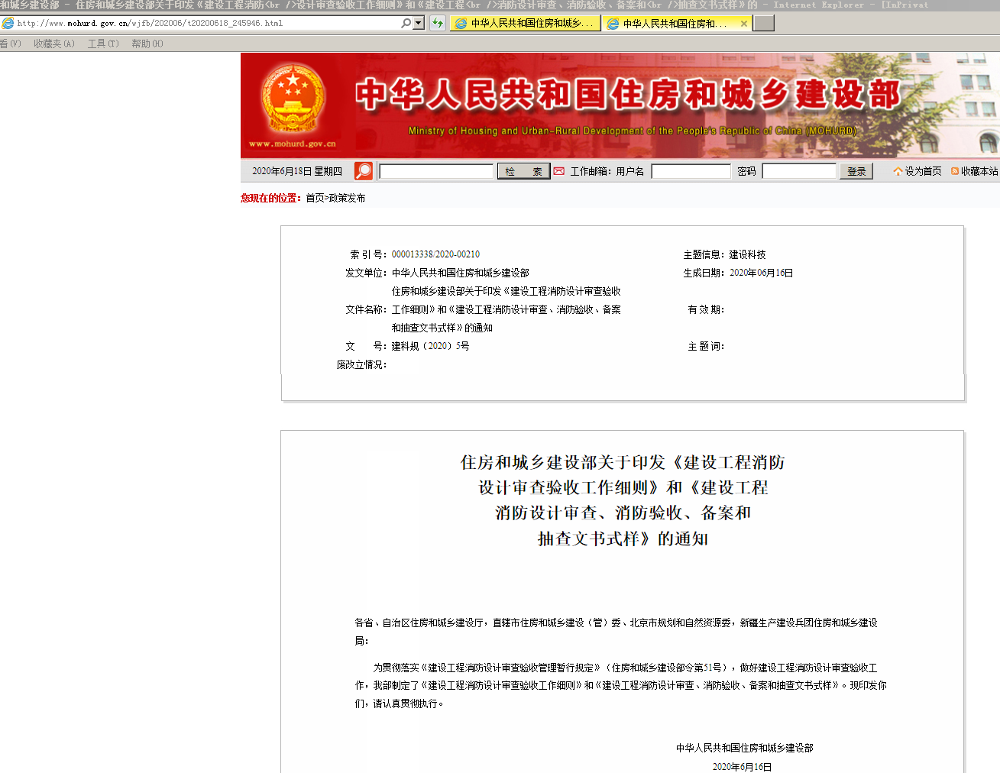 和城乡建设部 - 住房和城乡建设部关于印发《建设工程消防<br />设计审查验收工作细则》和《建设工程<br />消防设计审查、消防验收、备案和<br />抽查文书式样》的 - Internet Explorer - [InPrivat
http://www.mohurd.gov.cn/wjfb/202006/t20200618_245946.html
中华人民共和国住房和城乡...
中华人民共和国住房和...
看(V) 收藏夹(A) 工具(T) 帮助(H)
中华人民共和国住房和城乡建设部
Ministry of Housing and Urban-Rural Development of the People's Republic of China (MOHURD)
www.mohurd.gov.cn
2020年6月18日 星期四 检 索 工作邮箱：用户名 密码 登录 设为首页 收藏本站
您现在的位置：首页>政策发布
索 引 号：000013338/2020-00210 主题信息：建设科技
发文单位：中华人民共和国住房和城乡建设部 生成日期：2020年06月16日
住房和城乡建设部关于印发《建设工程消防设计审查验收
文件名称：工作细则》和《建设工程消防设计审查、消防验收、备案 有 效 期：
和抽查文书式样》的通知
文 号：建科规（2020）5号 主 题 词：
废改立情况：
住房和城乡建设部关于印发《建设工程消防
设计审查验收工作细则》和《建设工程
消防设计审查、消防验收、备案和
抽查文书式样》的通知
各省、自治区住房和城乡建设厅，直辖市住房和城乡建设（管）委、北京市规划和自然资源委，新疆生产建设兵团住房和城乡建设
局：
为贯彻落实《建设工程消防设计审查验收管理暂行规定》（住房和城乡建设部令第51号），做好建设工程消防设计审查验收工
作，我部制定了《建设工程消防设计审查验收工作细则》和《建设工程消防设计审查、消防验收、备案和抽查文书式样》。现印发你
们，请认真贯彻执行。
中华人民共和国住房和城乡建设部
2020年6月16日